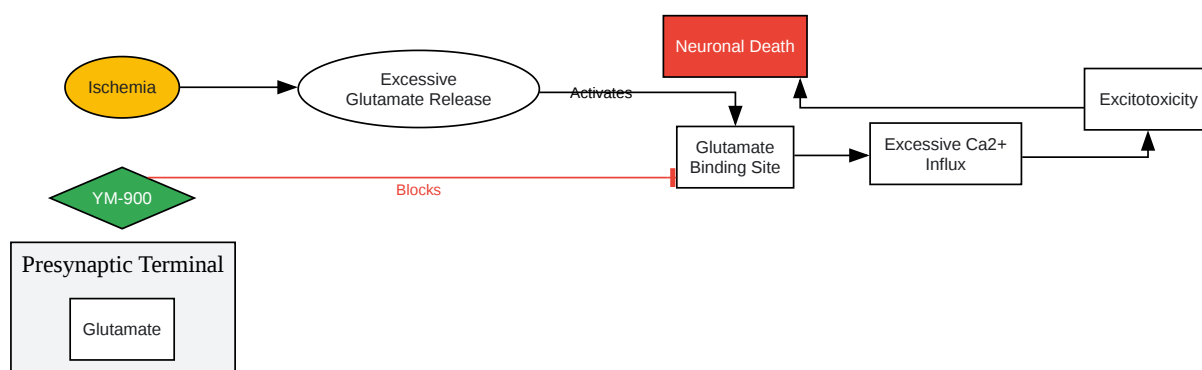 Neuronal Death
Ischemia
Excessive
Glutamate Release
Activates
Excitotoxicity
Glutamate
Binding Site
Excessive Ca2+
Influx
YM-900
Blocks
Presynaptic Terminal
Glutamate